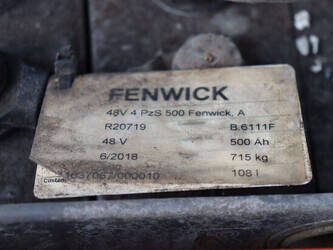 FENWICK
48V 4 PzS 500 Fenwick, A
R20719 B.6111F
48 V 500 Ah
6/2018 715 kg
108 l